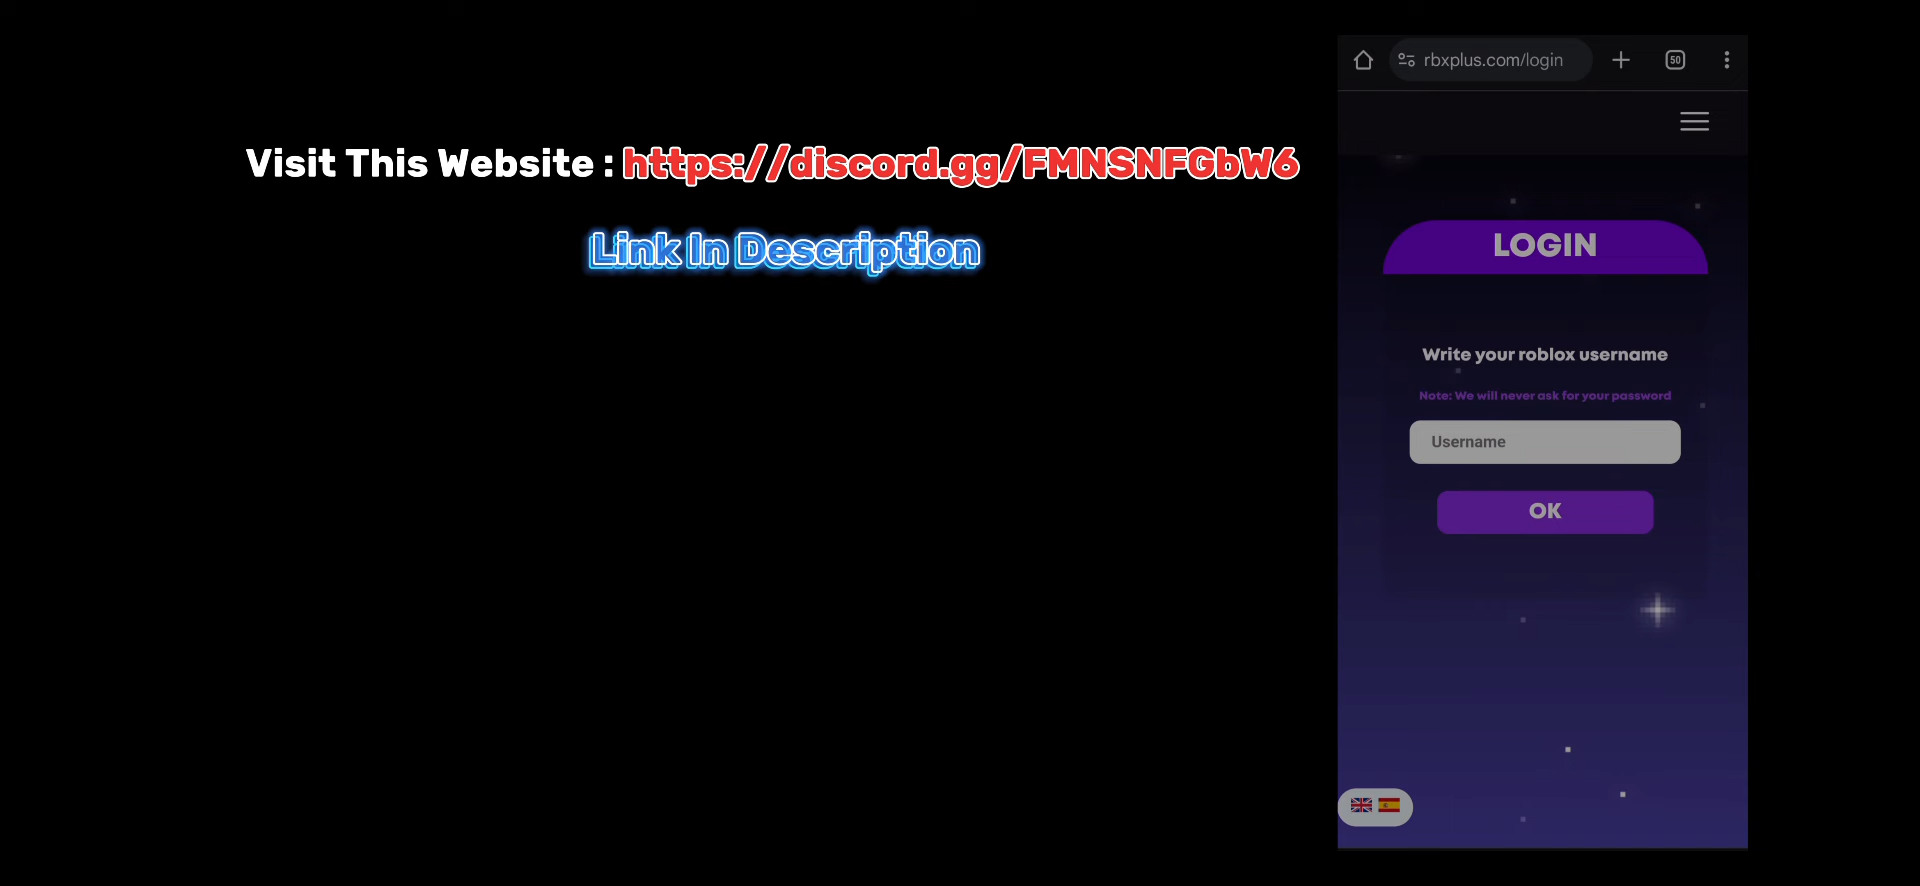 rbxplus.com/login
50
Visit This Website : https://discord.gg/FMNSNFGbW6
Link In Description
LOGIN
Write your roblox username
Note: We will never ask for your password
Username
OK